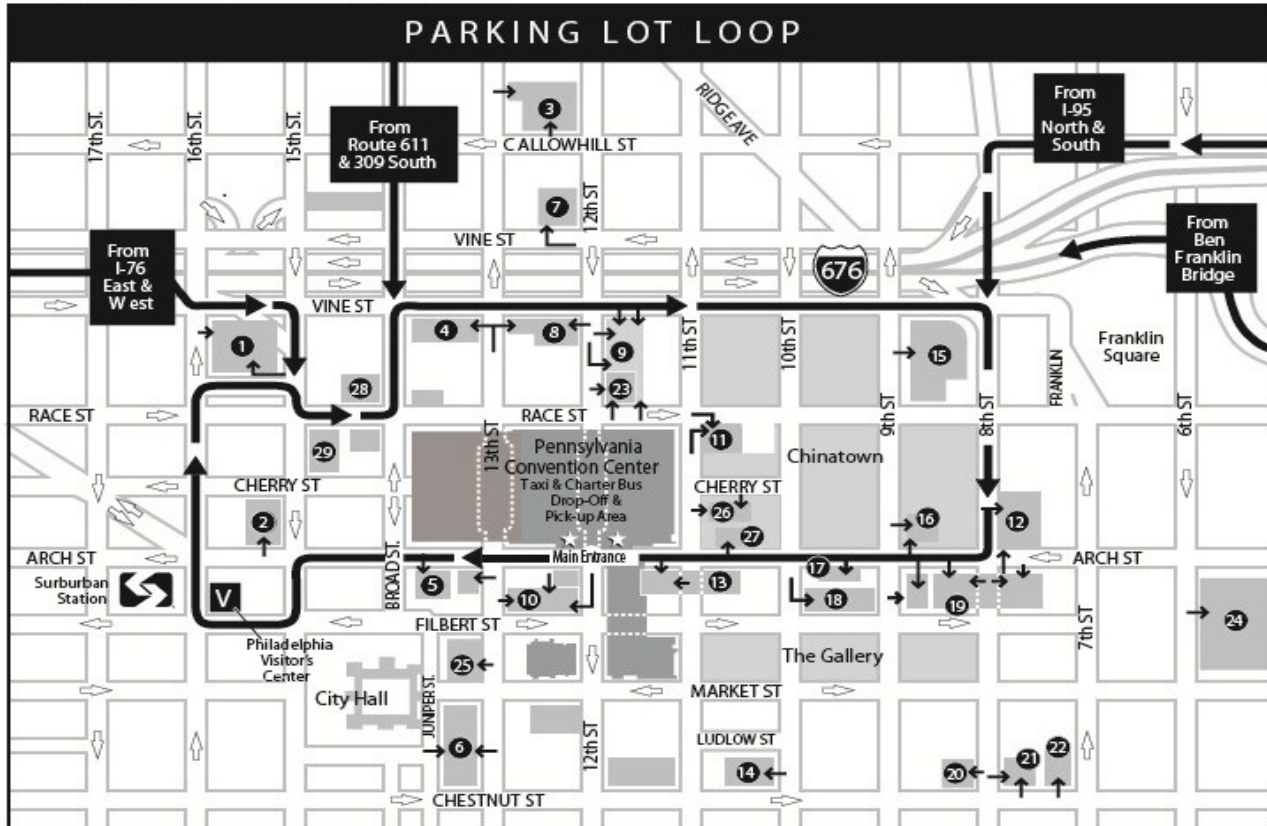 PARKING LOT LOOP
17th ST.
16th ST.
15th ST.
From
Route 611
& 309 South
3
CALLOWHILL ST
RIDGE AVE
From
I-95
North &
South
7
12th ST
VINE ST
From
Ben
Franklin
Bridge
From
I-76
East &
West
676
VINE ST
1
4
8
9
11th ST
10th ST
15
Franklin
Square
FRANKLIN
28
23
RACE ST
RACE ST
9th ST
8th ST
6th ST
29
13th ST
Pennsylvania
Convention Center
Taxi & Charter Bus
Drop-Off &
Pick-up Area
11
Chinatown
CHERRY ST
CHERRY ST
2
26
27
16
12
ARCH ST
Main Entrance
ARCH ST
Surburban
Station
V
BROAD ST.
5
10
13
17
18
19
24
FILBERT ST
7th ST
Philadelphia
Visitor's
Center
City Hall
JUNIPER ST.
25
The Gallery
MARKET ST
6
12th ST
LUDLOW ST
14
20
21
22
CHESTNUT ST